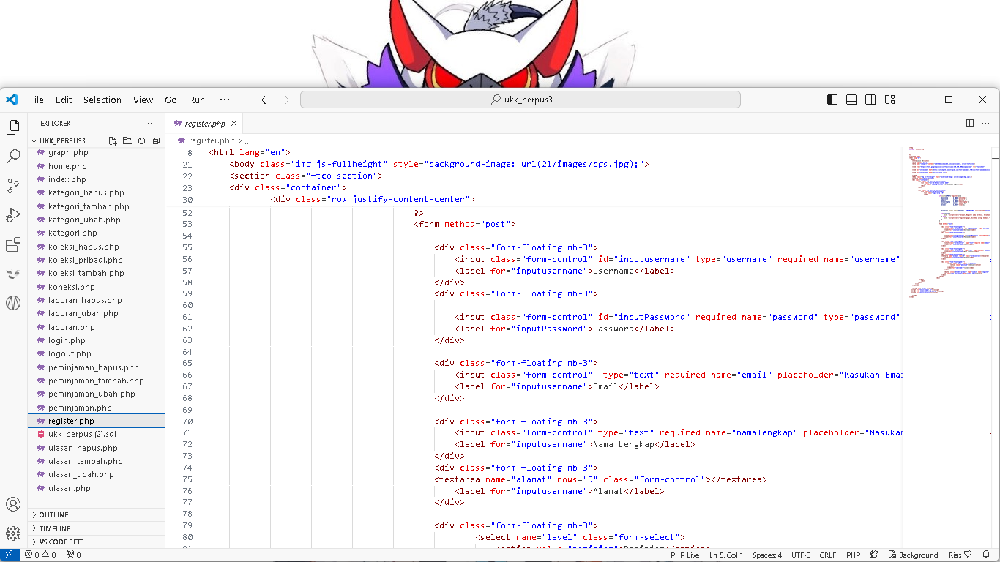 File Edit Selection View Go Run ··· ukk_perpus3
EXPLORER ···
UKK_PERPUS3
graph.php
home.php
index.php
kategori_hapus.php
kategori_tambah.php
kategori_ubah.php
kategori.php
koleksi_hapus.php
koleksi_pribadi.php
koleksi_tambah.php
koneksi.php
laporan_hapus.php
laporan_ubah.php
laporan.php
login.php
logout.php
peminjaman_hapus.php
peminjaman_tambah.php
peminjaman_ubah.php
peminjaman.php
register.php
ukk_perpus (2).sql
ulasan_hapus.php
ulasan_tambah.php
ulasan_ubah.php
ulasan.php
OUTLINE
TIMELINE
VS CODE PETS
register.php
register.php > ...
8 <html lang="en">
21 <body class="img js-fullheight" style="background-image: url(21/images/bgs.jpg);">
22 <section class="ftco-section">
23 <div class="container">
30 <div class="row justify-content-center">
52 ?>
53 <form method="post">
54
55 <div class="form-floating mb-3">
56 <input class="form-control" id="inputusername" type="username" required name="username"
57 <label for="inputusername">Username</label>
58 </div>
59 <div class="form-floating mb-3">
60
61 <input class="form-control" id="inputPassword" required name="password" type="password"
62 <label for="inputPassword">Password</label>
63 </div>
64
65 <div class="form-floating mb-3">
66 <input class="form-control"  type="text" required name="email" placeholder="Masukan Emai
67 <label for="inputusername">Email</label>
68 </div>
69
70 <div class="form-floating mb-3">
71 <input class="form-control" type="text" required name="namalengkap" placeholder="Masukan
72 <label for="inputusername">Nama Lengkap</label>
73 </div>
74 <div class="form-floating mb-3">
75 <textarea name="alamat" rows="5" class="form-control"></textarea>
76 <label for="inputusername">Alamat</label>
77 </div>
78
79 <div class="form-floating mb-3">
80 <select name="level" class="form-select">
0 0 0 PHP Live Ln 5, Col 1 Spaces: 4 UTF-8 CRLF PHP Background Rias